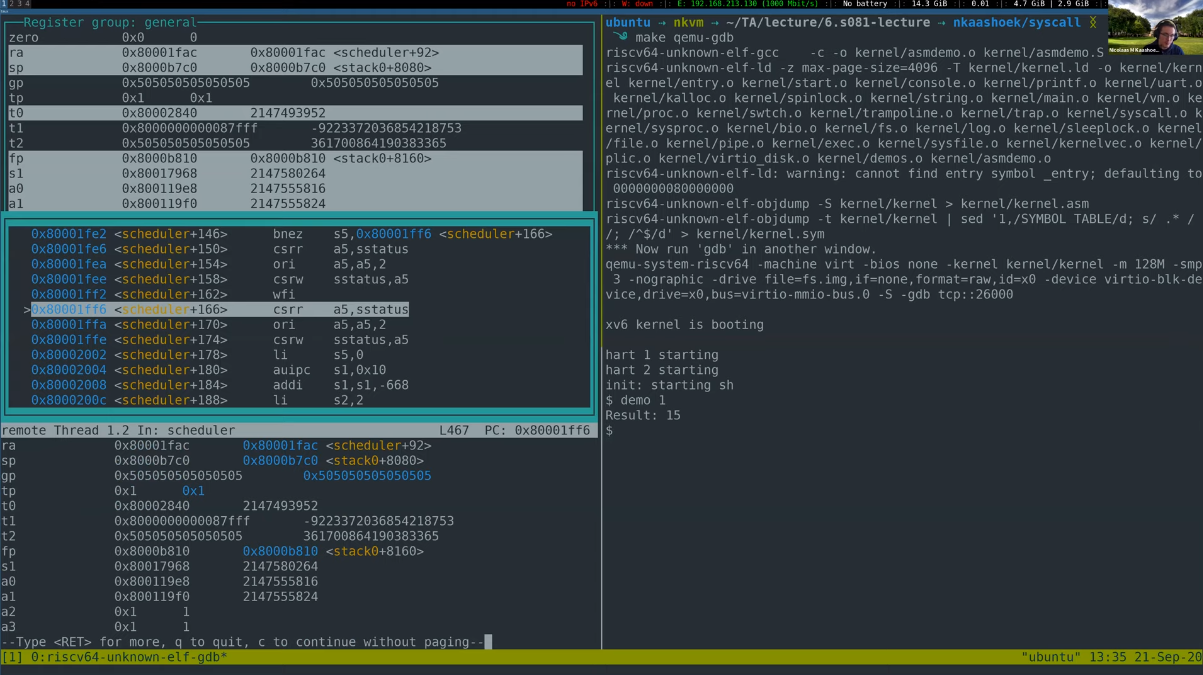 1 2 3 4
no IPv6 :|: W: down :|: E: 192.168.213.130 (1000 Mbit/s) :|: No battery :|: 14.3 GiB :|: 0.01 :|: 4.7 GiB | 2.9 GiB :|:
Register group: general
zero 0x0 0
ra 0x80001fac 0x80001fac <scheduler+92>
sp 0x8000b7c0 0x8000b7c0 <stack0+8080>
gp 0x505050505050505 0x505050505050505
tp 0x1 0x1
t0 0x80002840 2147493952
t1 0x8000000000087fff -9223372036854218753
t2 0x505050505050505 361700864190383365
fp 0x8000b810 0x8000b810 <stack0+8160>
s1 0x80017968 2147580264
a0 0x800119e8 2147555816
a1 0x800119f0 2147555824
0x80001fe2 <scheduler+146> bnez s5,0x80001ff6 <scheduler+166>
0x80001fe6 <scheduler+150> csrr a5,sstatus
0x80001fea <scheduler+154> ori a5,a5,2
0x80001fee <scheduler+158> csrw sstatus,a5
0x80001ff2 <scheduler+162> wfi
>0x80001ff6 <scheduler+166> csrr a5,sstatus
0x80001ffa <scheduler+170> ori a5,a5,2
0x80001ffe <scheduler+174> csrw sstatus,a5
0x80002002 <scheduler+178> li s5,0
0x80002004 <scheduler+180> auipc s1,0x10
0x80002008 <scheduler+184> addi s1,s1,-668
0x8000200c <scheduler+188> li s2,2
remote Thread 1.2 In: scheduler L467 PC: 0x80001ff6
ra 0x80001fac 0x80001fac <scheduler+92>
sp 0x8000b7c0 0x8000b7c0 <stack0+8080>
gp 0x505050505050505 0x505050505050505
tp 0x1 0x1
t0 0x80002840 2147493952
t1 0x8000000000087fff -9223372036854218753
t2 0x505050505050505 361700864190383365
fp 0x8000b810 0x8000b810 <stack0+8160>
s1 0x80017968 2147580264
a0 0x800119e8 2147555816
a1 0x800119f0 2147555824
a2 0x1 1
a3 0x1 1
--Type <RET> for more, q to quit, c to continue without paging--
ubuntu → nkvm → ~/TA/lecture/6.s081-lecture → nkaashoek/syscall
make qemu-gdb
riscv64-unknown-elf-gcc -c -o kernel/asmdemo.o kernel/asmdemo.S
riscv64-unknown-elf-ld -z max-page-size=4096 -T kernel/kernel.ld -o kernel/kern
el kernel/entry.o kernel/start.o kernel/console.o kernel/printf.o kernel/uart.o
kernel/kalloc.o kernel/spinlock.o kernel/string.o kernel/main.o kernel/vm.o ke
rnel/proc.o kernel/swtch.o kernel/trampoline.o kernel/trap.o kernel/syscall.o k
ernel/sysproc.o kernel/bio.o kernel/fs.o kernel/log.o kernel/sleeplock.o kernel
/file.o kernel/pipe.o kernel/exec.o kernel/sysfile.o kernel/kernelvec.o kernel/
plic.o kernel/virtio_disk.o kernel/demos.o kernel/asmdemo.o
riscv64-unknown-elf-ld: warning: cannot find entry symbol _entry; defaulting to
0000000080000000
riscv64-unknown-elf-objdump -S kernel/kernel > kernel/kernel.asm
riscv64-unknown-elf-objdump -t kernel/kernel | sed '1,/SYMBOL TABLE/d; s/ .* /
/; /^$/d' > kernel/kernel.sym
*** Now run 'gdb' in another window.
qemu-system-riscv64 -machine virt -bios none -kernel kernel/kernel -m 128M -smp
3 -nographic -drive file=fs.img,if=none,format=raw,id=x0 -device virtio-blk-de
vice,drive=x0,bus=virtio-mmio-bus.0 -S -gdb tcp::26000
xv6 kernel is booting
hart 1 starting
hart 2 starting
init: starting sh
$ demo 1
Result: 15
$
[1] 0:riscv64-unknown-elf-gdb* "ubuntu" 13:35 21-Sep-20